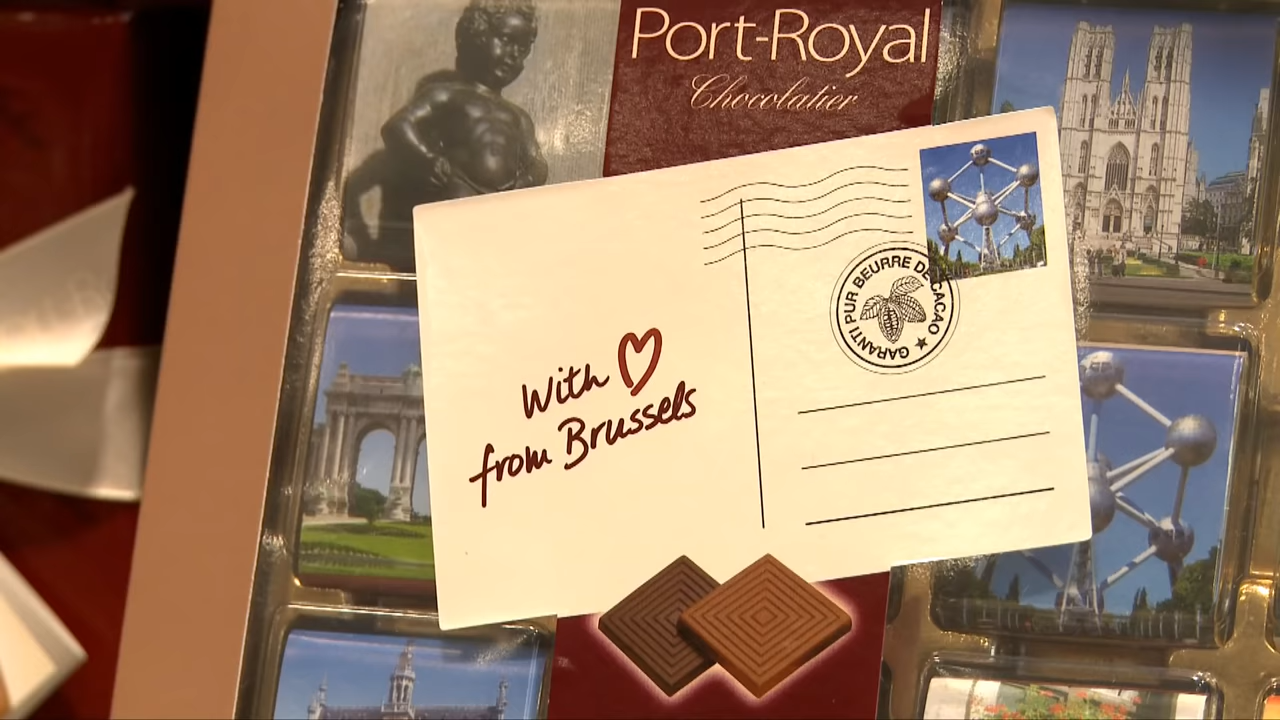 Port-Royal
Chocolatier
GARANTI PUR BEURRE DE CACAO ★
With ♡
from Brussels